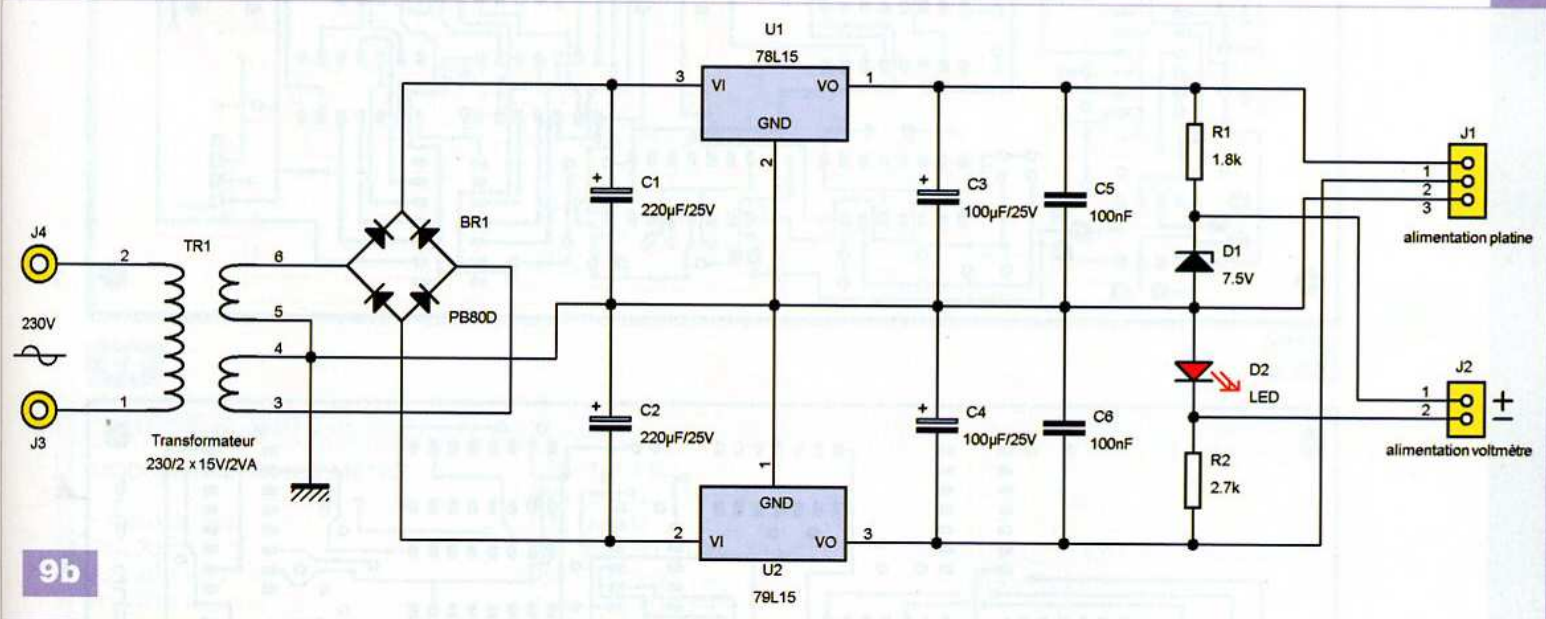 U1
78L15
3
VI
VO
1
GND
2
R1
1.8k
J1
1
2
3
alimentation platine
+
C1
220µF/25V
+
C3
100µF/25V
C5
100nF
J4
TR1
2
6
BR1
D1
7.5V
230V
5
PB80D
4
D2
LED
J2
1
2
+
−
alimentation voltmètre
1
3
J3
Transformateur
230/2 x 15V/2VA
+
C2
220µF/25V
+
C4
100µF/25V
C6
100nF
R2
2.7k
1
GND
2
VI
VO
3
U2
79L15
9b